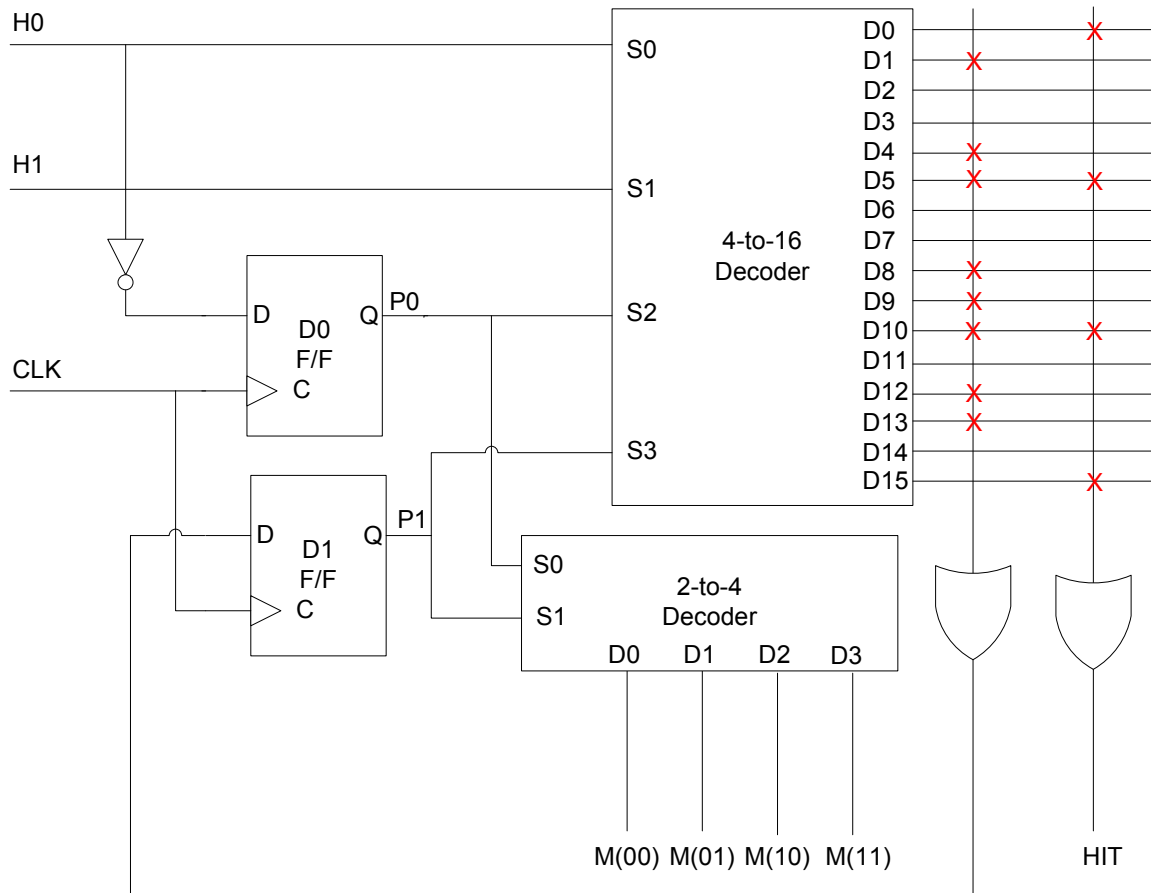 H0
H1
CLK
D
Q
D0
F/F
C
P0
D
Q
D1
F/F
C
P1
S0
S1
S2
S3
4-to-16
Decoder
D0
D1
D2
D3
D4
D5
D6
D7
D8
D9
D10
D11
D12
D13
D14
D15
X
X
X
X
X
X
X
X
X
X
X
X
S0
S1
2-to-4
Decoder
D0 D1 D2 D3
M(00) M(01) M(10) M(11)
HIT